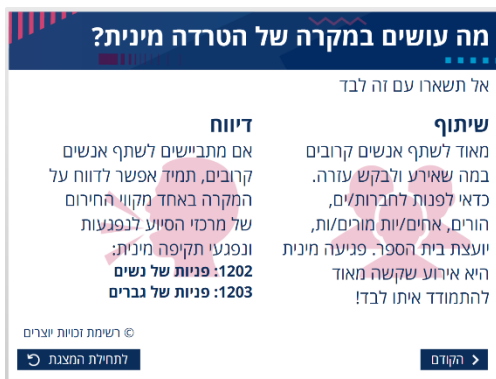 מה עושים במקרה של הטרדה מינית?
אל תשארו עם זה לבד
שיתוף
מאוד לשתף אנשים קרובים
במה שאירע ולבקש עזרה.
כדאי לפנות לחברות/ים,
הורים, אחים/יות מורים/ות,
יועצת בית הספר. פגיעה מינית
היא אירוע שקשה מאוד
להתמודד איתו לבד!
דיווח
אם מתביישים לשתף אנשים
קרובים, תמיד אפשר לדווח על
המקרה באחד מקווי החירום
של מרכזי הסיוע לנפגעות
ונפגעי תקיפה מינית:
1202: פניות של נשים
1203: פניות של גברים
© רשימת זכויות יוצרים
הקודם
לתחילת המצגת